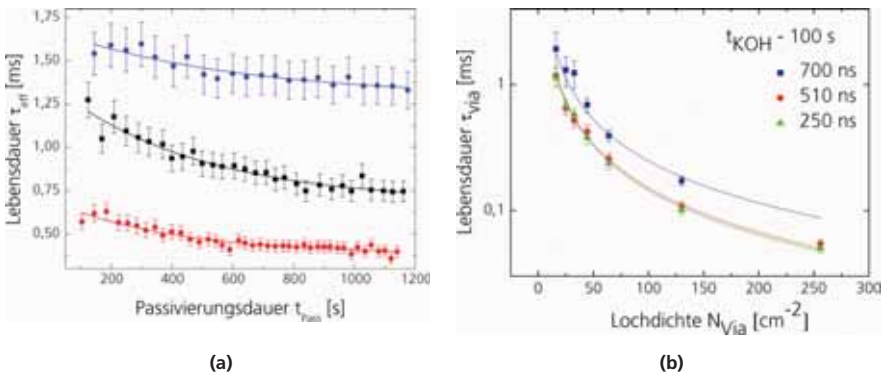 1,75
1,50
1,25
1,00
0,75
0,50
Lebensdauer τeff [ms]
200 400 600 800 1000 1200
Passivierungsdauer tPass [s]
(a)
tKOH - 100 s
700 ns
510 ns
250 ns
1
0,1
Lebensdauer τVia [ms]
0 50 100 150 200 250 300
Lochdichte NVia [cm-2]
(b)